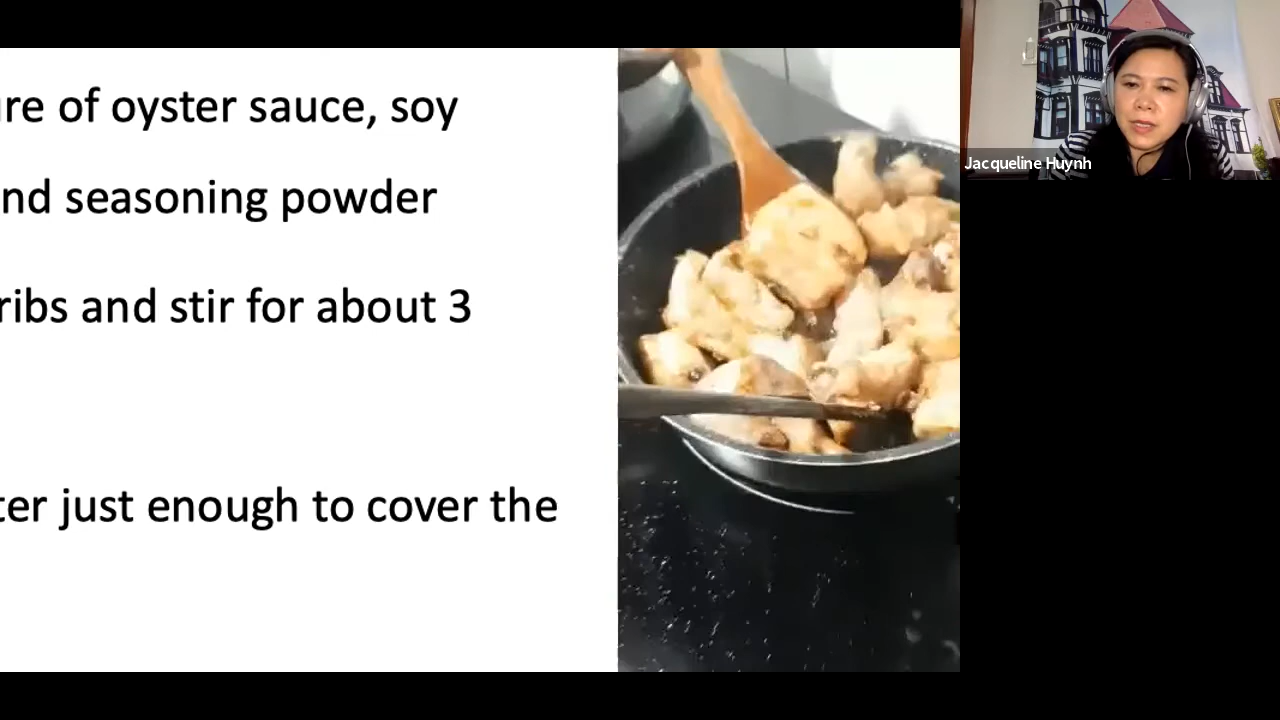 ure of oyster sauce, soy
nd seasoning powder
ribs and stir for about 3
ter just enough to cover the
Jacqueline Huynh